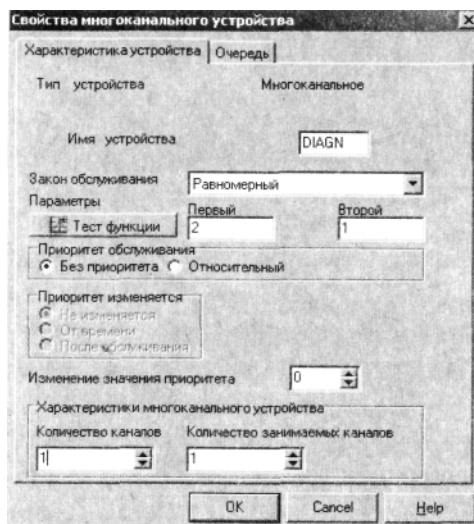 Свойства многоканального устройства
Характеристика устройства Очередь
Тип устройства Многоканальное
Имя устройства DIAGN
Закон обслуживания Равномерный
Параметры Первый Второй
Тест функции 2 1
Приоритет обслуживания
Без приоритета Относительный
Приоритет изменяется
Не изменяется
От времени
После обслуживания
Изменение значения приоритета 0
Характеристики многоканального устройства
Количество каналов Количество занимаемых каналов
1 1
OK Cancel Help